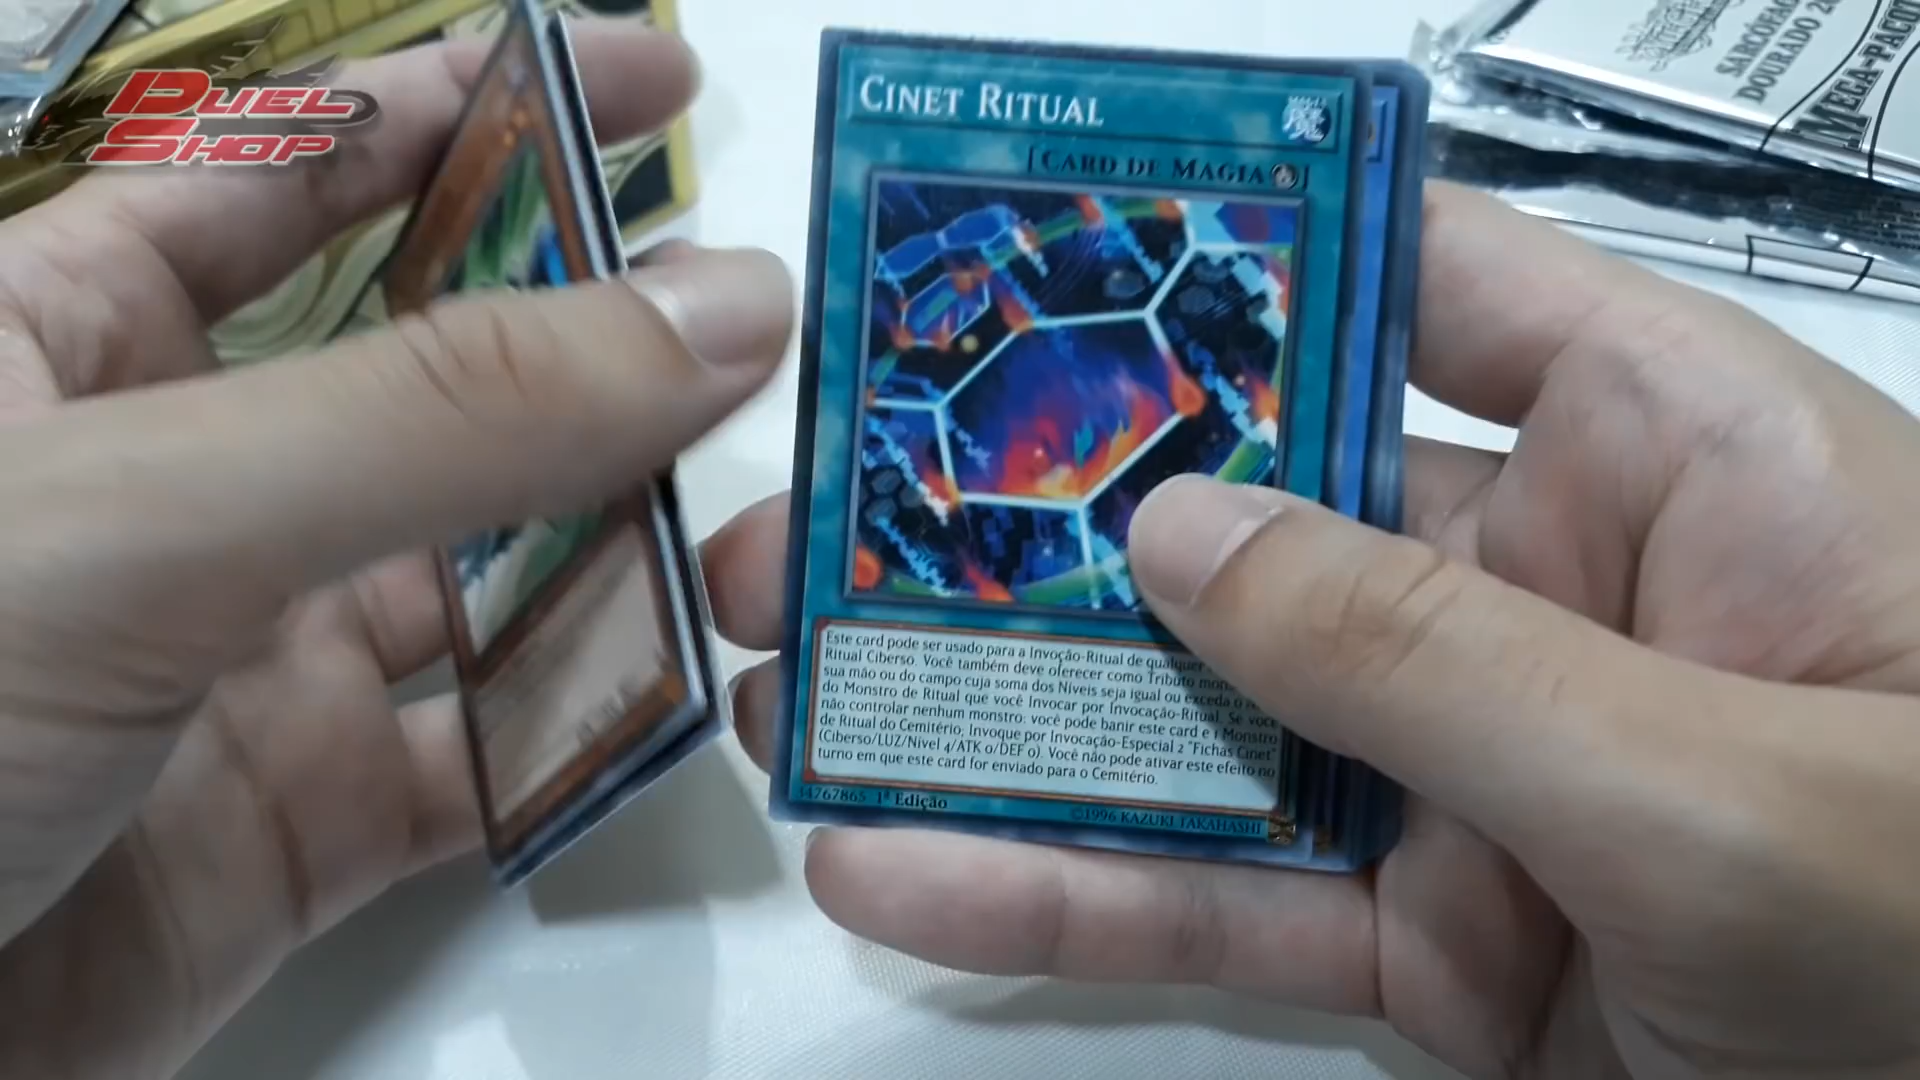 DUEL
SHOP
CINET RITUAL
[CARD DE MAGIA]
Este card pode ser usado para a Invoção-Ritual de qualquer
Ritual Ciberso. Você também deve oferecer como Tributo
sua mão ou do campo cuja soma dos Níveis seja igual ou exceda o
do Monstro de Ritual que você Invocar por Invocação-Ritual. Se você
não controlar nenhum monstro: você pode banir este card e 1 Monstro
de Ritual do Cemitério; Invoque por Invocação-Especial 2 "Fichas Cinet"
(Ciberso/LUZ/Nível 4/ATK 0/DEF 0). Você não pode ativar este efeito no
turno em que este card for enviado para o Cemitério.
34767865 1ª Edição
©1996 KAZUKI TAKAHASHI
SARCÓFAGO
DOURADO
MEGA-PACOTE